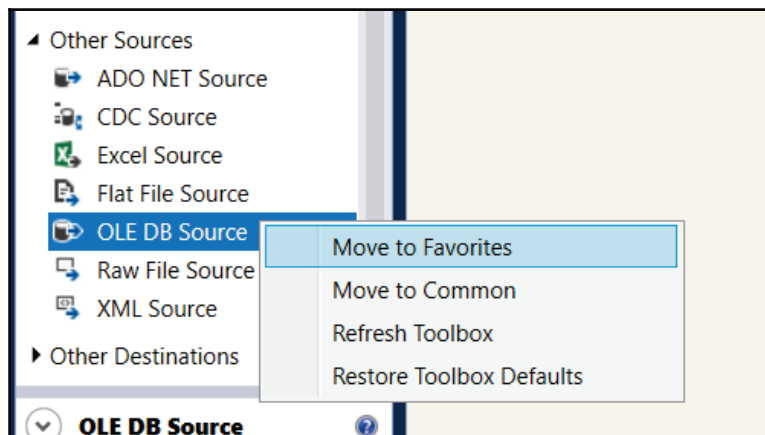 Other Sources
ADO NET Source
CDC Source
Excel Source
Flat File Source
OLE DB Source
Move to Favorites
Raw File Source
Move to Common
XML Source
Refresh Toolbox
Other Destinations
Restore Toolbox Defaults
OLE DB Source